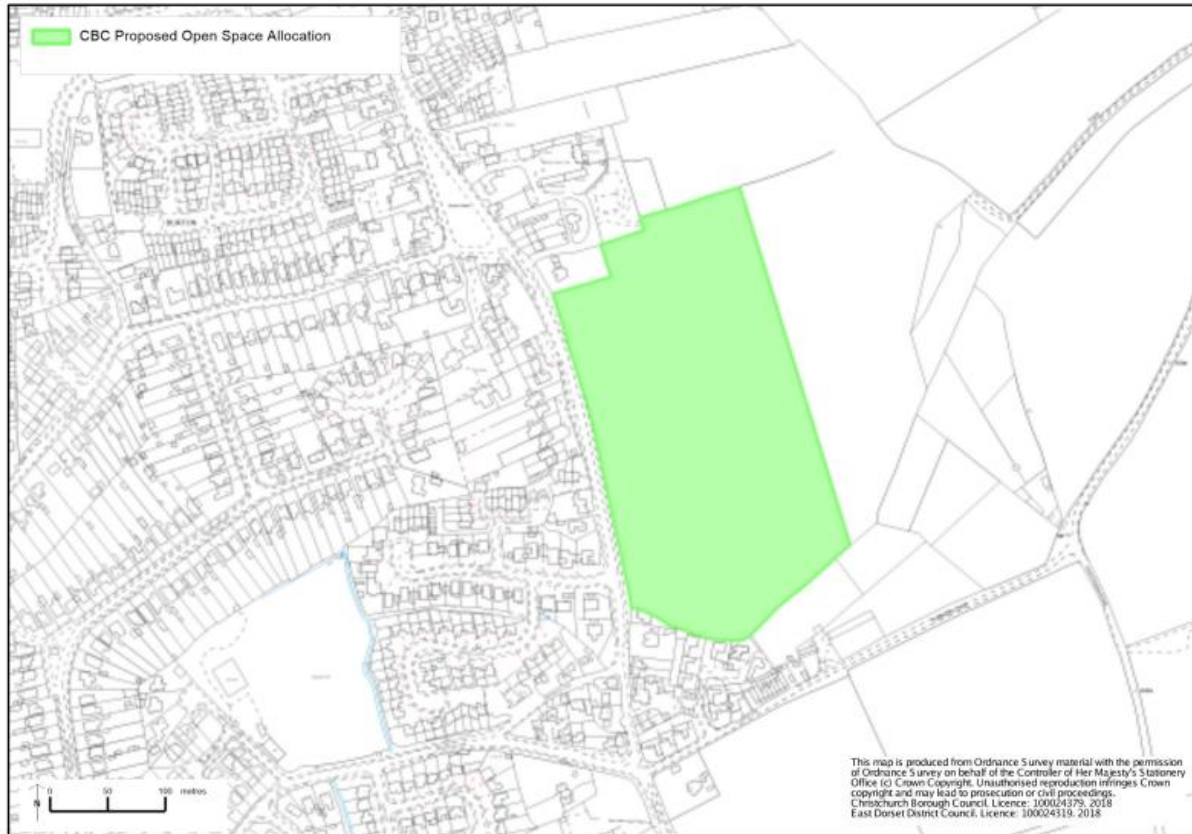 CBC Proposed Open Space Allocation
BURTON
0 50 100 metres
N
This map is produced from Ordnance Survey material with the permission
of Ordnance Survey on behalf of the Controller of Her Majesty's Stationery
Office (c) Crown Copyright. Unauthorised reproduction infringes Crown
copyright and may lead to prosecution or civil proceedings.
Christchurch Borough Council. Licence: 100024379. 2018
East Dorset District Council. Licence: 100024319. 2018